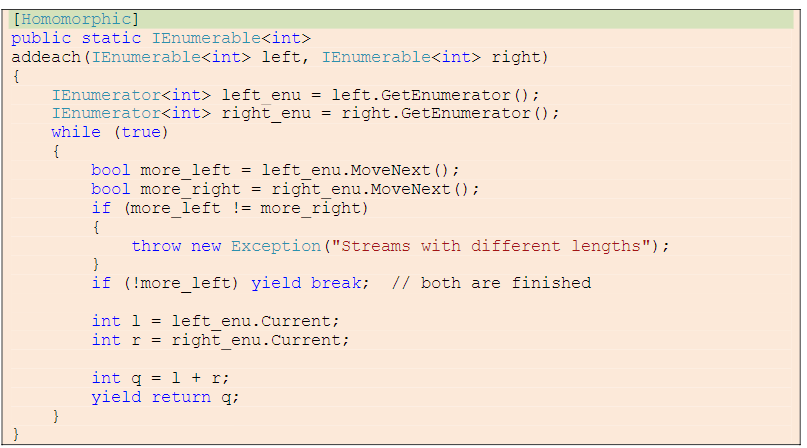 [Homomorphic]
public static IEnumerable<int>
addeach(IEnumerable<int> left, IEnumerable<int> right)
{
    IEnumerator<int> left_enu = left.GetEnumerator();
    IEnumerator<int> right_enu = right.GetEnumerator();
    while (true)
    {
        bool more_left = left_enu.MoveNext();
        bool more_right = right_enu.MoveNext();
        if (more_left != more_right)
        {
            throw new Exception("Streams with different lengths");
        }
        if (!more_left) yield break;  // both are finished

        int l = left_enu.Current;
        int r = right_enu.Current;

        int q = l + r;
        yield return q;
    }
}